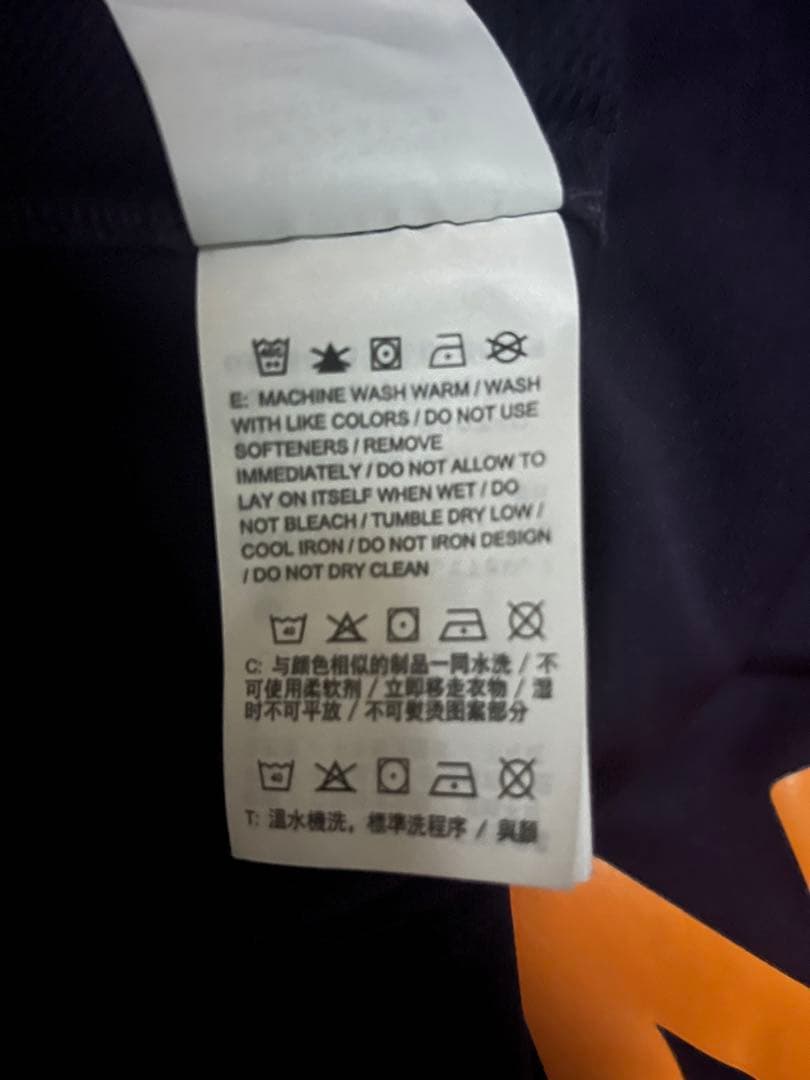 E: MACHINE WASH WARM / WASH
WITH LIKE COLORS / DO NOT USE
SOFTENERS / REMOVE
IMMEDIATELY / DO NOT ALLOW TO
LAY ON ITSELF WHEN WET / DO
NOT BLEACH / TUMBLE DRY LOW /
COOL IRON / DO NOT IRON DESIGN
/ DO NOT DRY CLEAN
40
C: 与颜色相似的制品一同水洗 / 不
可使用柔软剂 / 立即移走衣物 / 湿
时不可平放 / 不可熨烫图案部分
40
T: 溫水機洗，標準洗程序 / 與顏